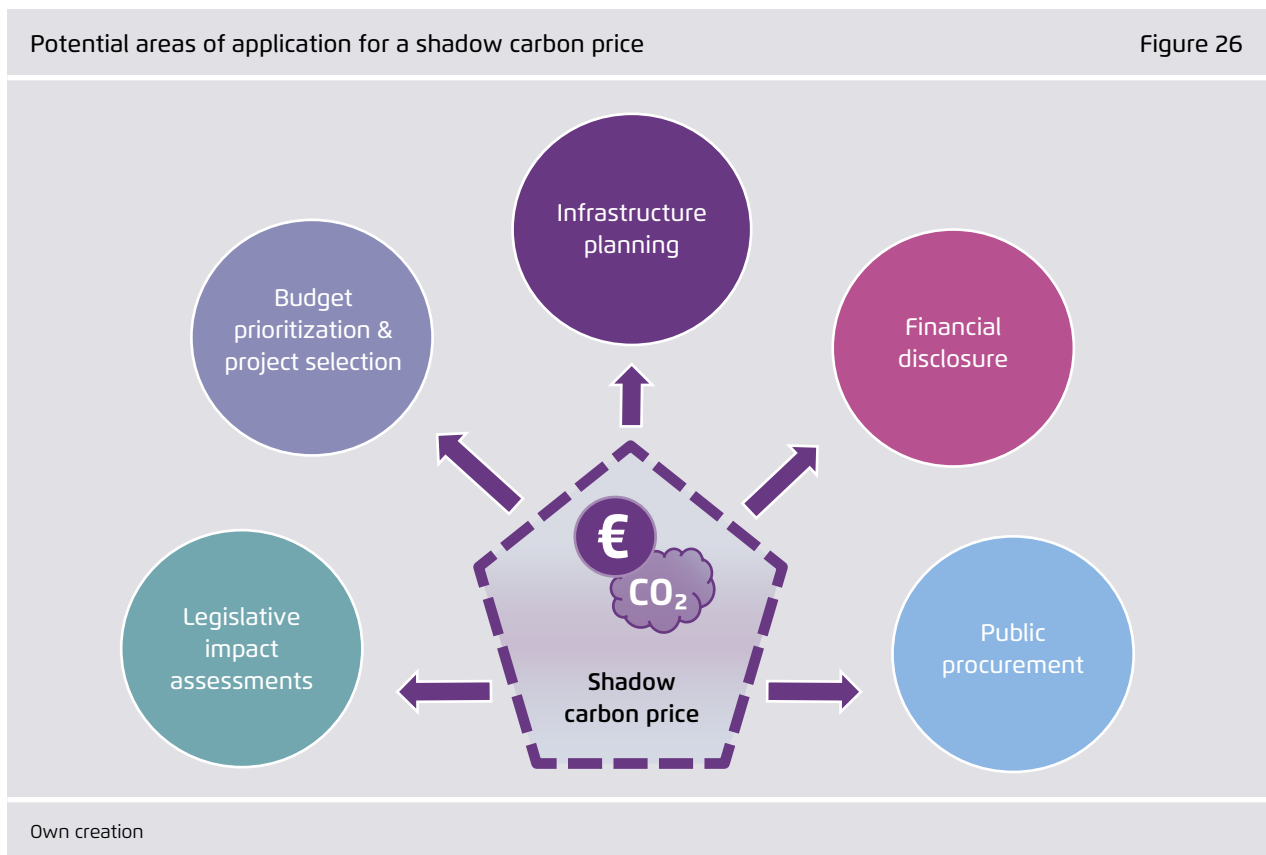 Potential areas of application for a shadow carbon price
Figure 26
Infrastructure
planning
Budget
prioritization &
project selection
Financial
disclosure
€
CO₂
Legislative
impact
assessments
Public
procurement
Shadow
carbon price
Own creation